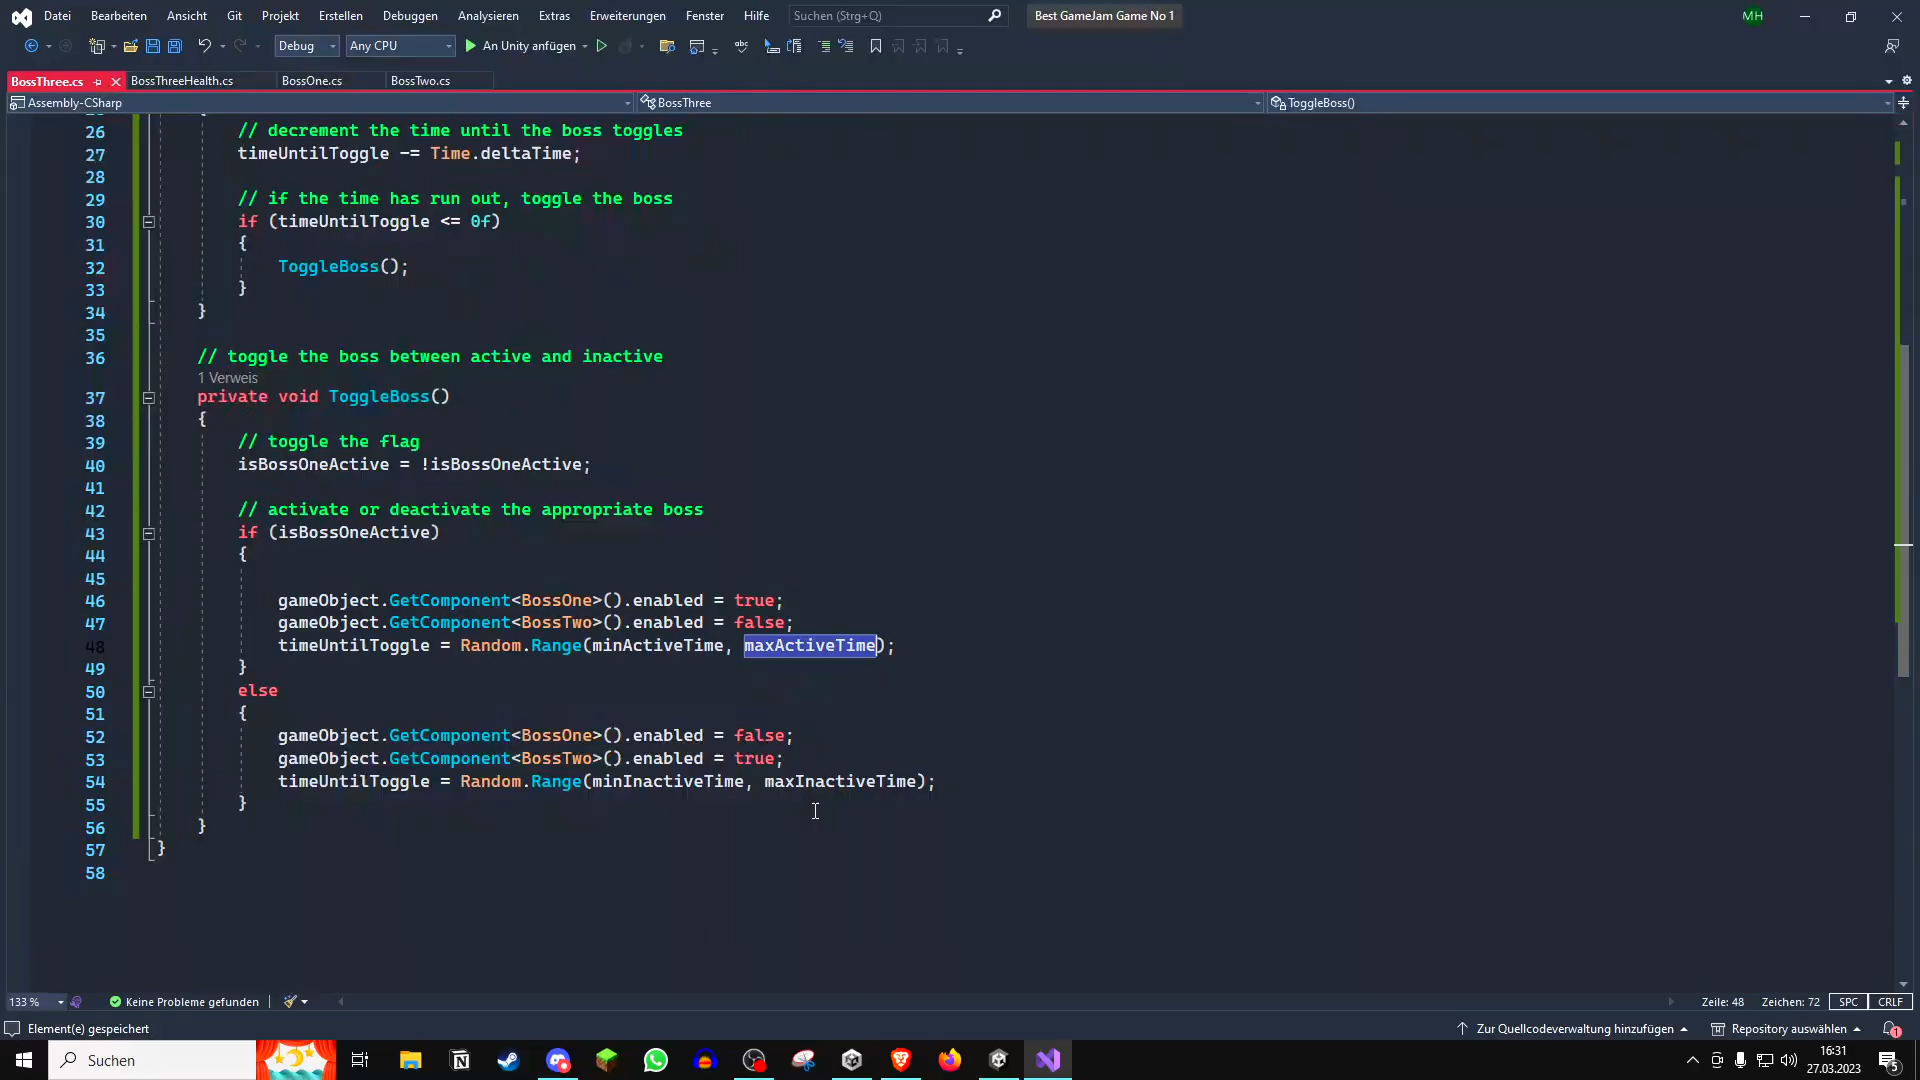 Datei Bearbeiten Ansicht Git Projekt Erstellen Debuggen Analysieren Extras Erweiterungen Fenster Hilfe Suchen (Strg+Q) Best GameJam Game No 1 MH
Debug Any CPU An Unity anfügen
BossThree.cs BossThreeHealth.cs BossOne.cs BossTwo.cs
Assembly-CSharp BossThree ToggleBoss()
26 // decrement the time until the boss toggles
27 timeUntilToggle -= Time.deltaTime;
28
29 // if the time has run out, toggle the boss
30 if (timeUntilToggle <= 0f)
31 {
32 ToggleBoss();
33 }
34 }
35
36 // toggle the boss between active and inactive
1 Verweis
37 private void ToggleBoss()
38 {
39 // toggle the flag
40 isBossOneActive = !isBossOneActive;
41
42 // activate or deactivate the appropriate boss
43 if (isBossOneActive)
44 {
45
46 gameObject.GetComponent<BossOne>().enabled = true;
47 gameObject.GetComponent<BossTwo>().enabled = false;
48 timeUntilToggle = Random.Range(minActiveTime, maxActiveTime);
49 }
50 else
51 {
52 gameObject.GetComponent<BossOne>().enabled = false;
53 gameObject.GetComponent<BossTwo>().enabled = true;
54 timeUntilToggle = Random.Range(minInactiveTime, maxInactiveTime);
55 }
56 }
57 }
58
133 % Keine Probleme gefunden Zeile: 48 Zeichen: 72 SPC CRLF
Element(e) gespeichert Zur Quellcodeverwaltung hinzufügen Repository auswählen 1
Suchen 16:31
27.03.2023 5